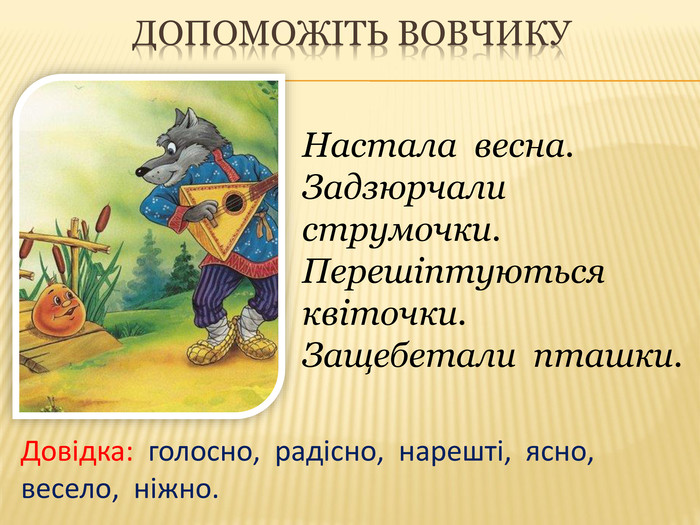 ДОПОМОЖІТЬ ВОВЧИКУ
Настала весна.
Задзюрчали
струмочки.
Перешіптуються
квіточки.
Защебетали пташки.
Довідка: голосно, радісно, нарешті, ясно,
весело, ніжно.